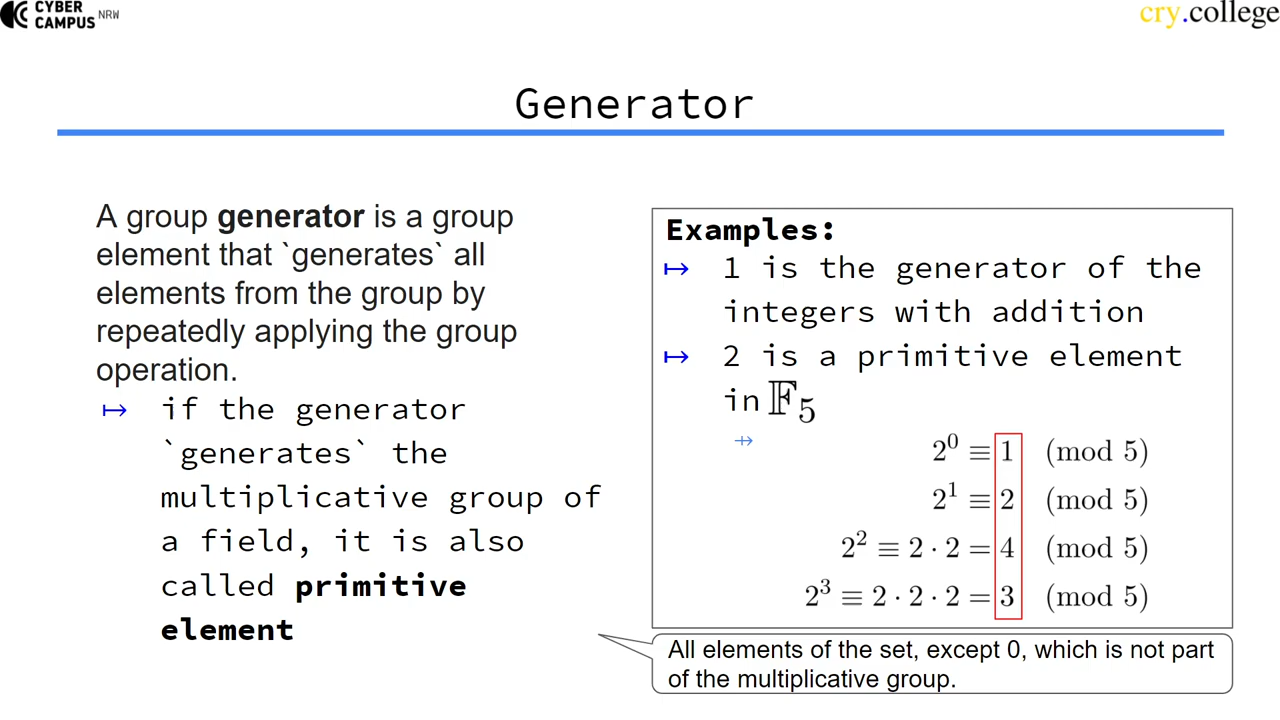 CYBER
CAMPUS NRW
cry.college
Generator
A group generator is a group
element that `generates` all
elements from the group by
repeatedly applying the group
operation.
↦ if the generator
`generates` the
multiplicative group of
a field, it is also
called primitive
element
Examples:
↦ 1 is the generator of the
integers with addition
↦ 2 is a primitive element
in 𝔽₅
⇸ 2⁰ ≡ 1 (mod 5)
2¹ ≡ 2 (mod 5)
2² ≡ 2 · 2 = 4 (mod 5)
2³ ≡ 2 · 2 · 2 = 3 (mod 5)
All elements of the set, except 0, which is not part
of the multiplicative group.